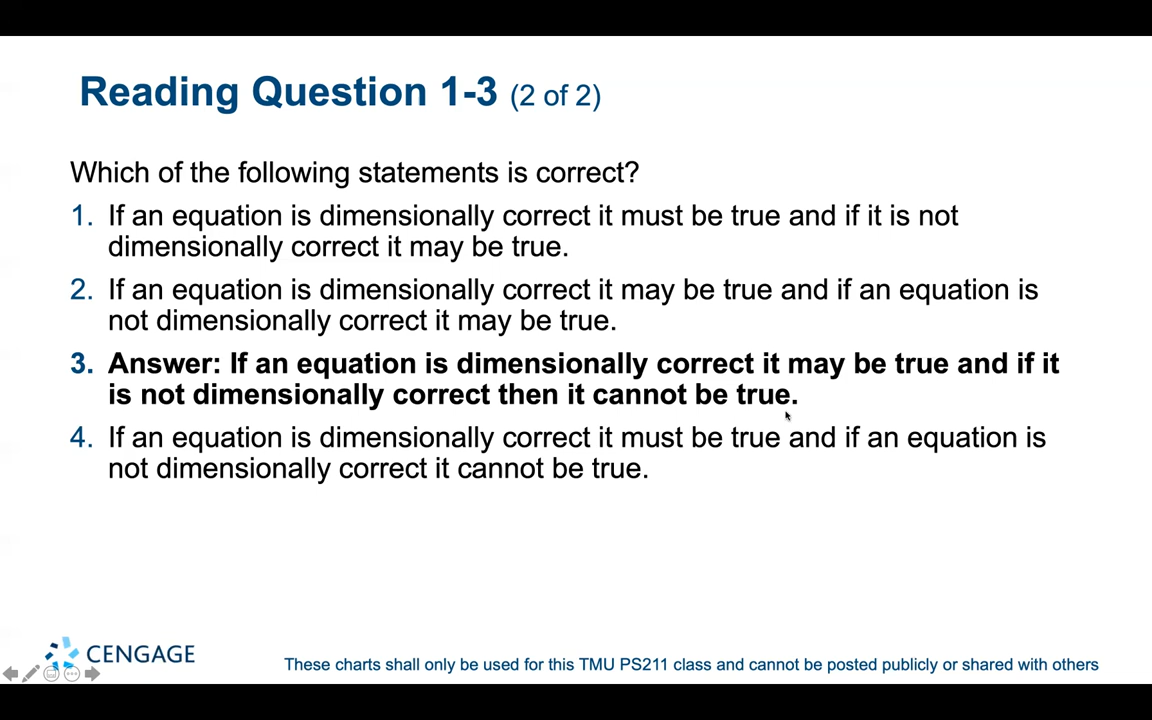 Reading Question 1-3 (2 of 2)
Which of the following statements is correct?
1. If an equation is dimensionally correct it must be true and if it is not
dimensionally correct it may be true.
2. If an equation is dimensionally correct it may be true and if an equation is
not dimensionally correct it may be true.
3. Answer: If an equation is dimensionally correct it may be true and if it
is not dimensionally correct then it cannot be true.
4. If an equation is dimensionally correct it must be true and if an equation is
not dimensionally correct it cannot be true.
CENGAGE
These charts shall only be used for this TMU PS211 class and cannot be posted publicly or shared with others